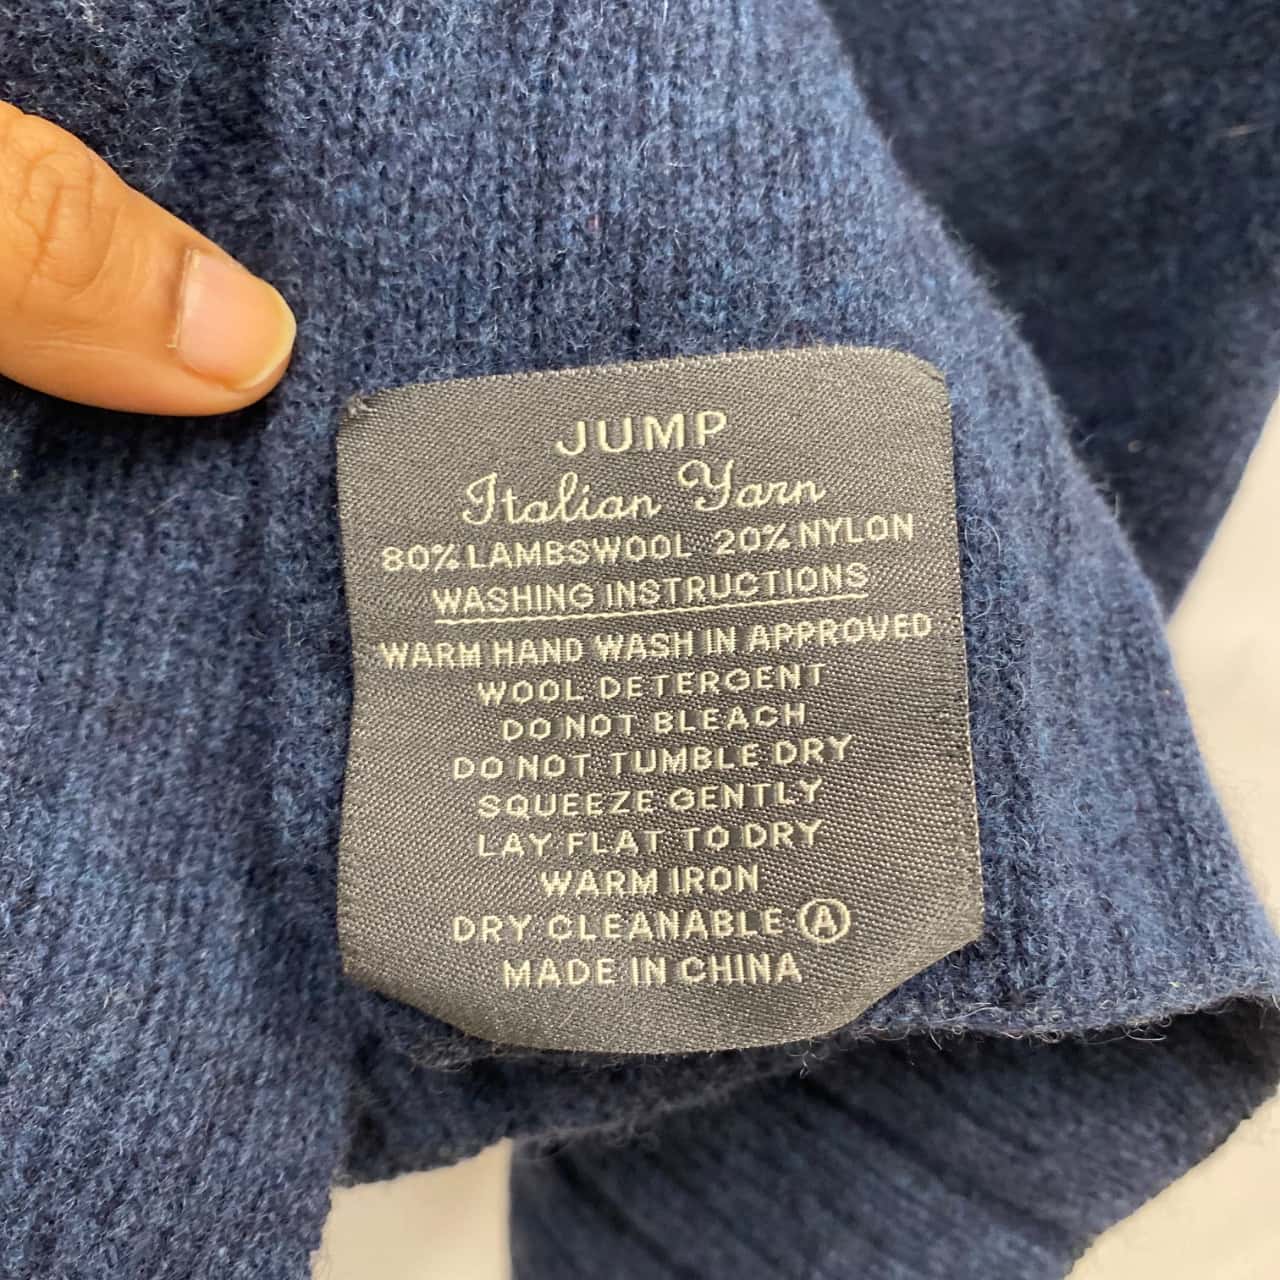 JUMP
Italian Yarn
80% LAMBSWOOL 20% NYLON
WASHING INSTRUCTIONS
WARM HAND WASH IN APPROVED
WOOL DETERGENT
DO NOT BLEACH
DO NOT TUMBLE DRY
SQUEEZE GENTLY
LAY FLAT TO DRY
WARM IRON
DRY CLEANABLE Ⓐ
MADE IN CHINA